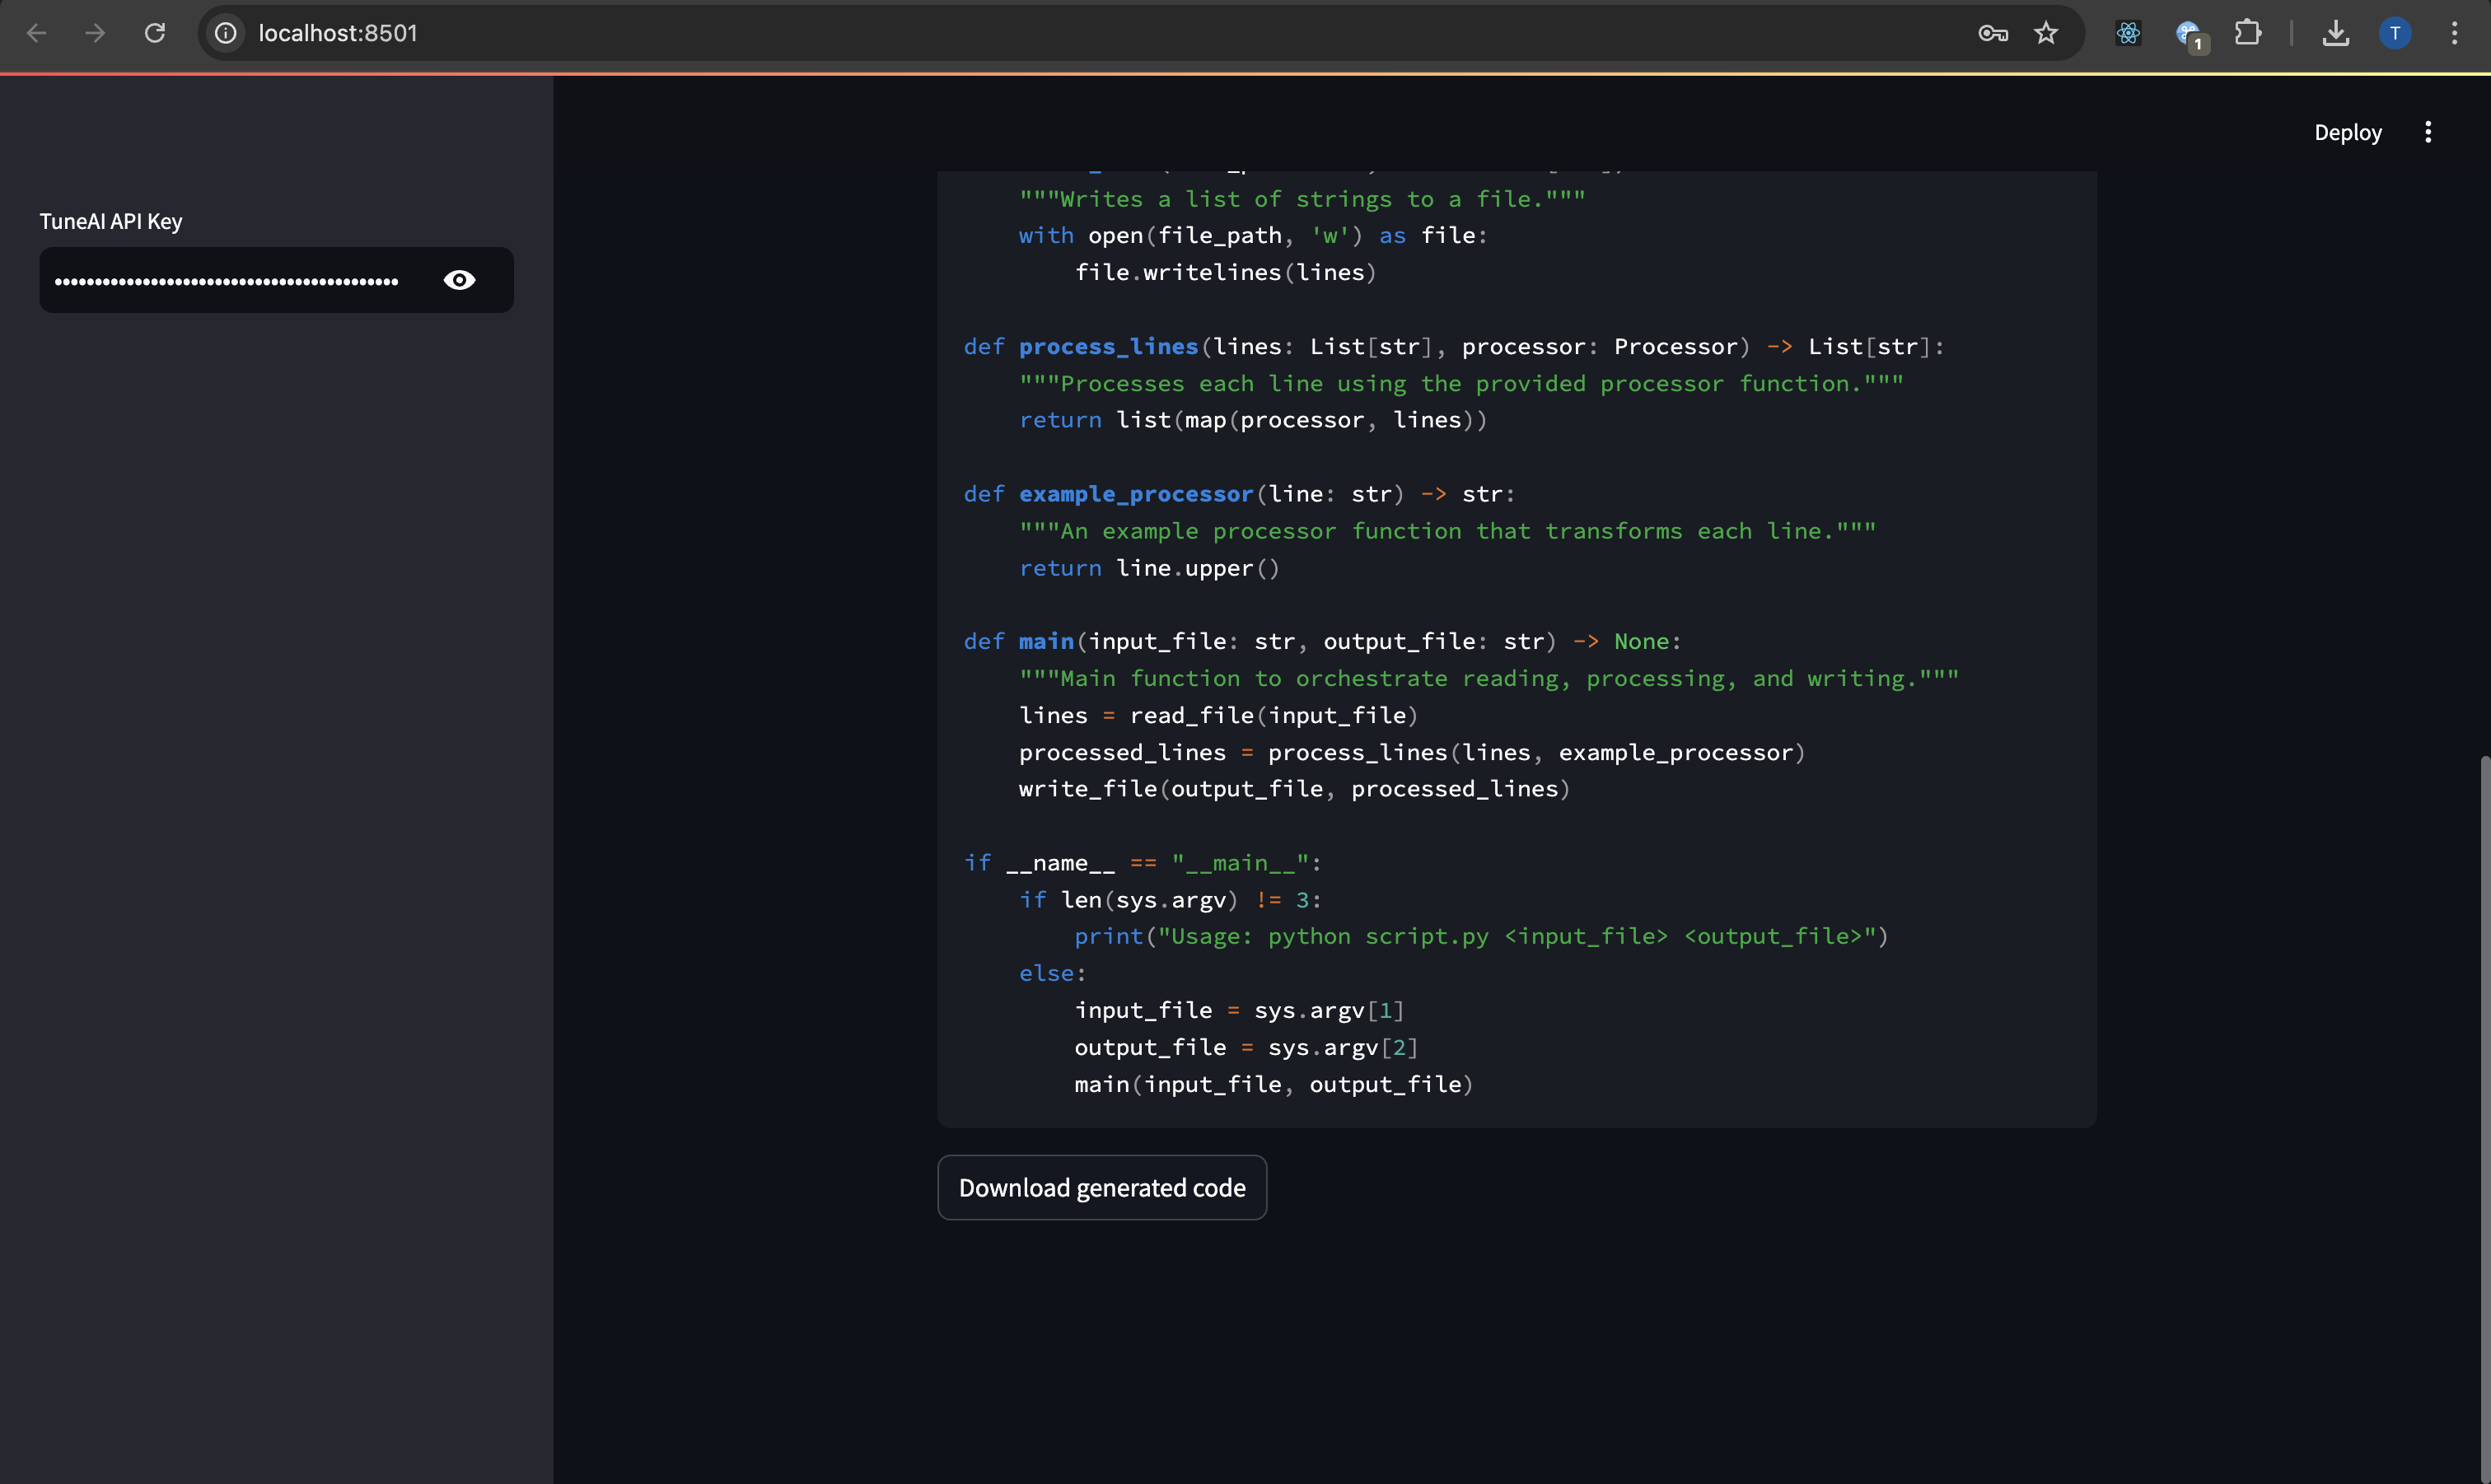 localhost:8501
1
T
Deploy
TuneAI API Key
"""Writes a list of strings to a file."""
with open(file_path, 'w') as file:
file.writelines(lines)
def process_lines(lines: List[str], processor: Processor) -> List[str]:
"""Processes each line using the provided processor function."""
return list(map(processor, lines))
def example_processor(line: str) -> str:
"""An example processor function that transforms each line."""
return line.upper()
def main(input_file: str, output_file: str) -> None:
"""Main function to orchestrate reading, processing, and writing."""
lines = read_file(input_file)
processed_lines = process_lines(lines, example_processor)
write_file(output_file, processed_lines)
if __name__ == "__main__":
if len(sys.argv) != 3:
print("Usage: python script.py <input_file> <output_file>")
else:
input_file = sys.argv[1]
output_file = sys.argv[2]
main(input_file, output_file)
Download generated code